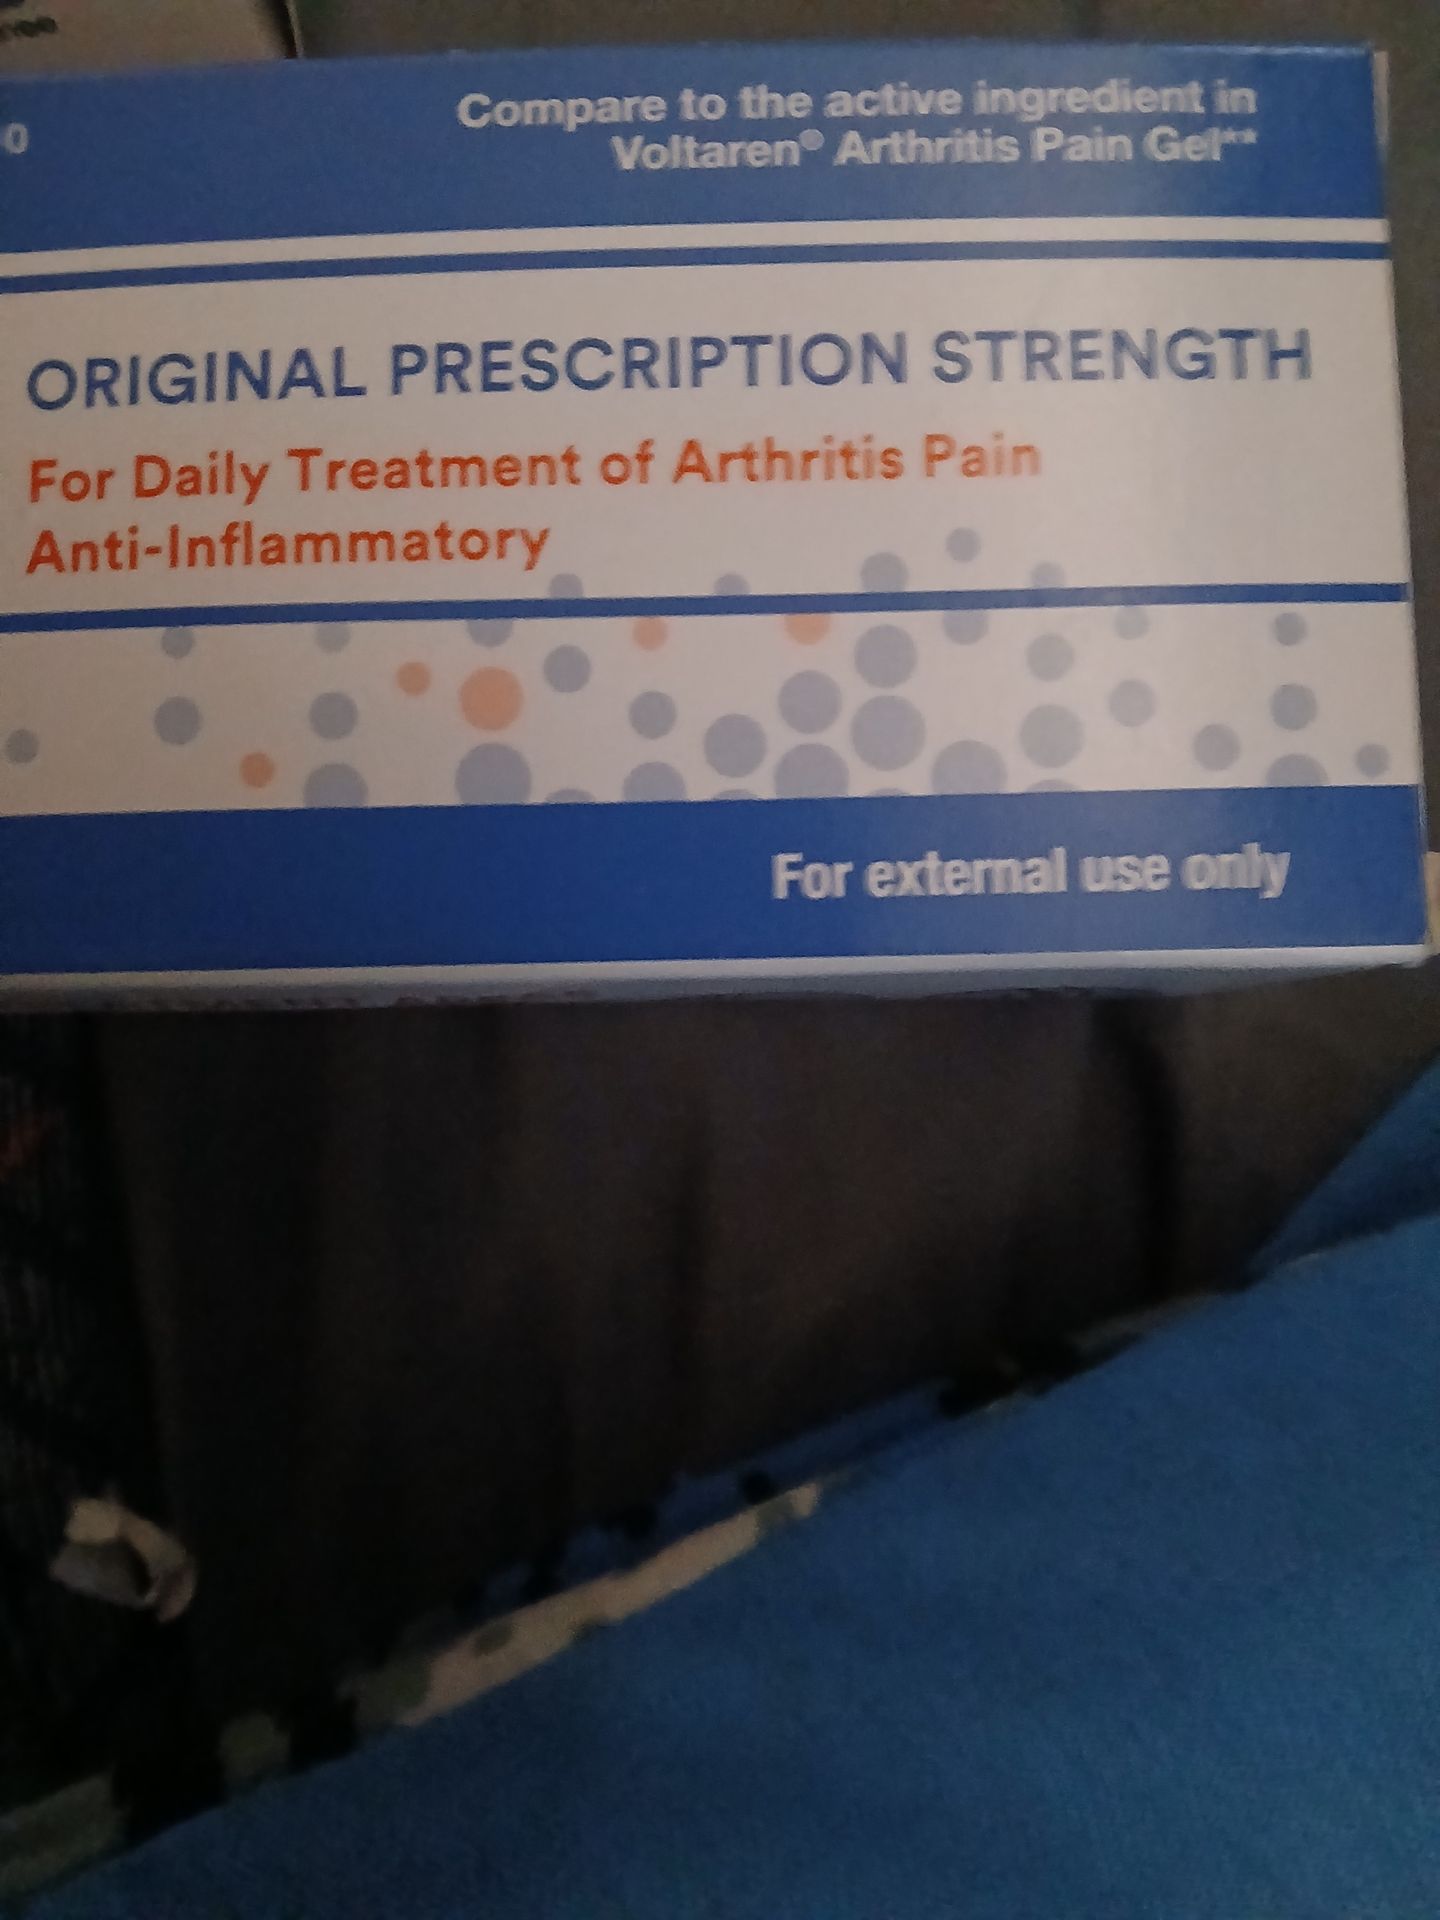 0
Compare to the active ingredient in
Voltaren® Arthritis Pain Gel**
ORIGINAL PRESCRIPTION STRENGTH
For Daily Treatment of Arthritis Pain
Anti-Inflammatory
For external use only